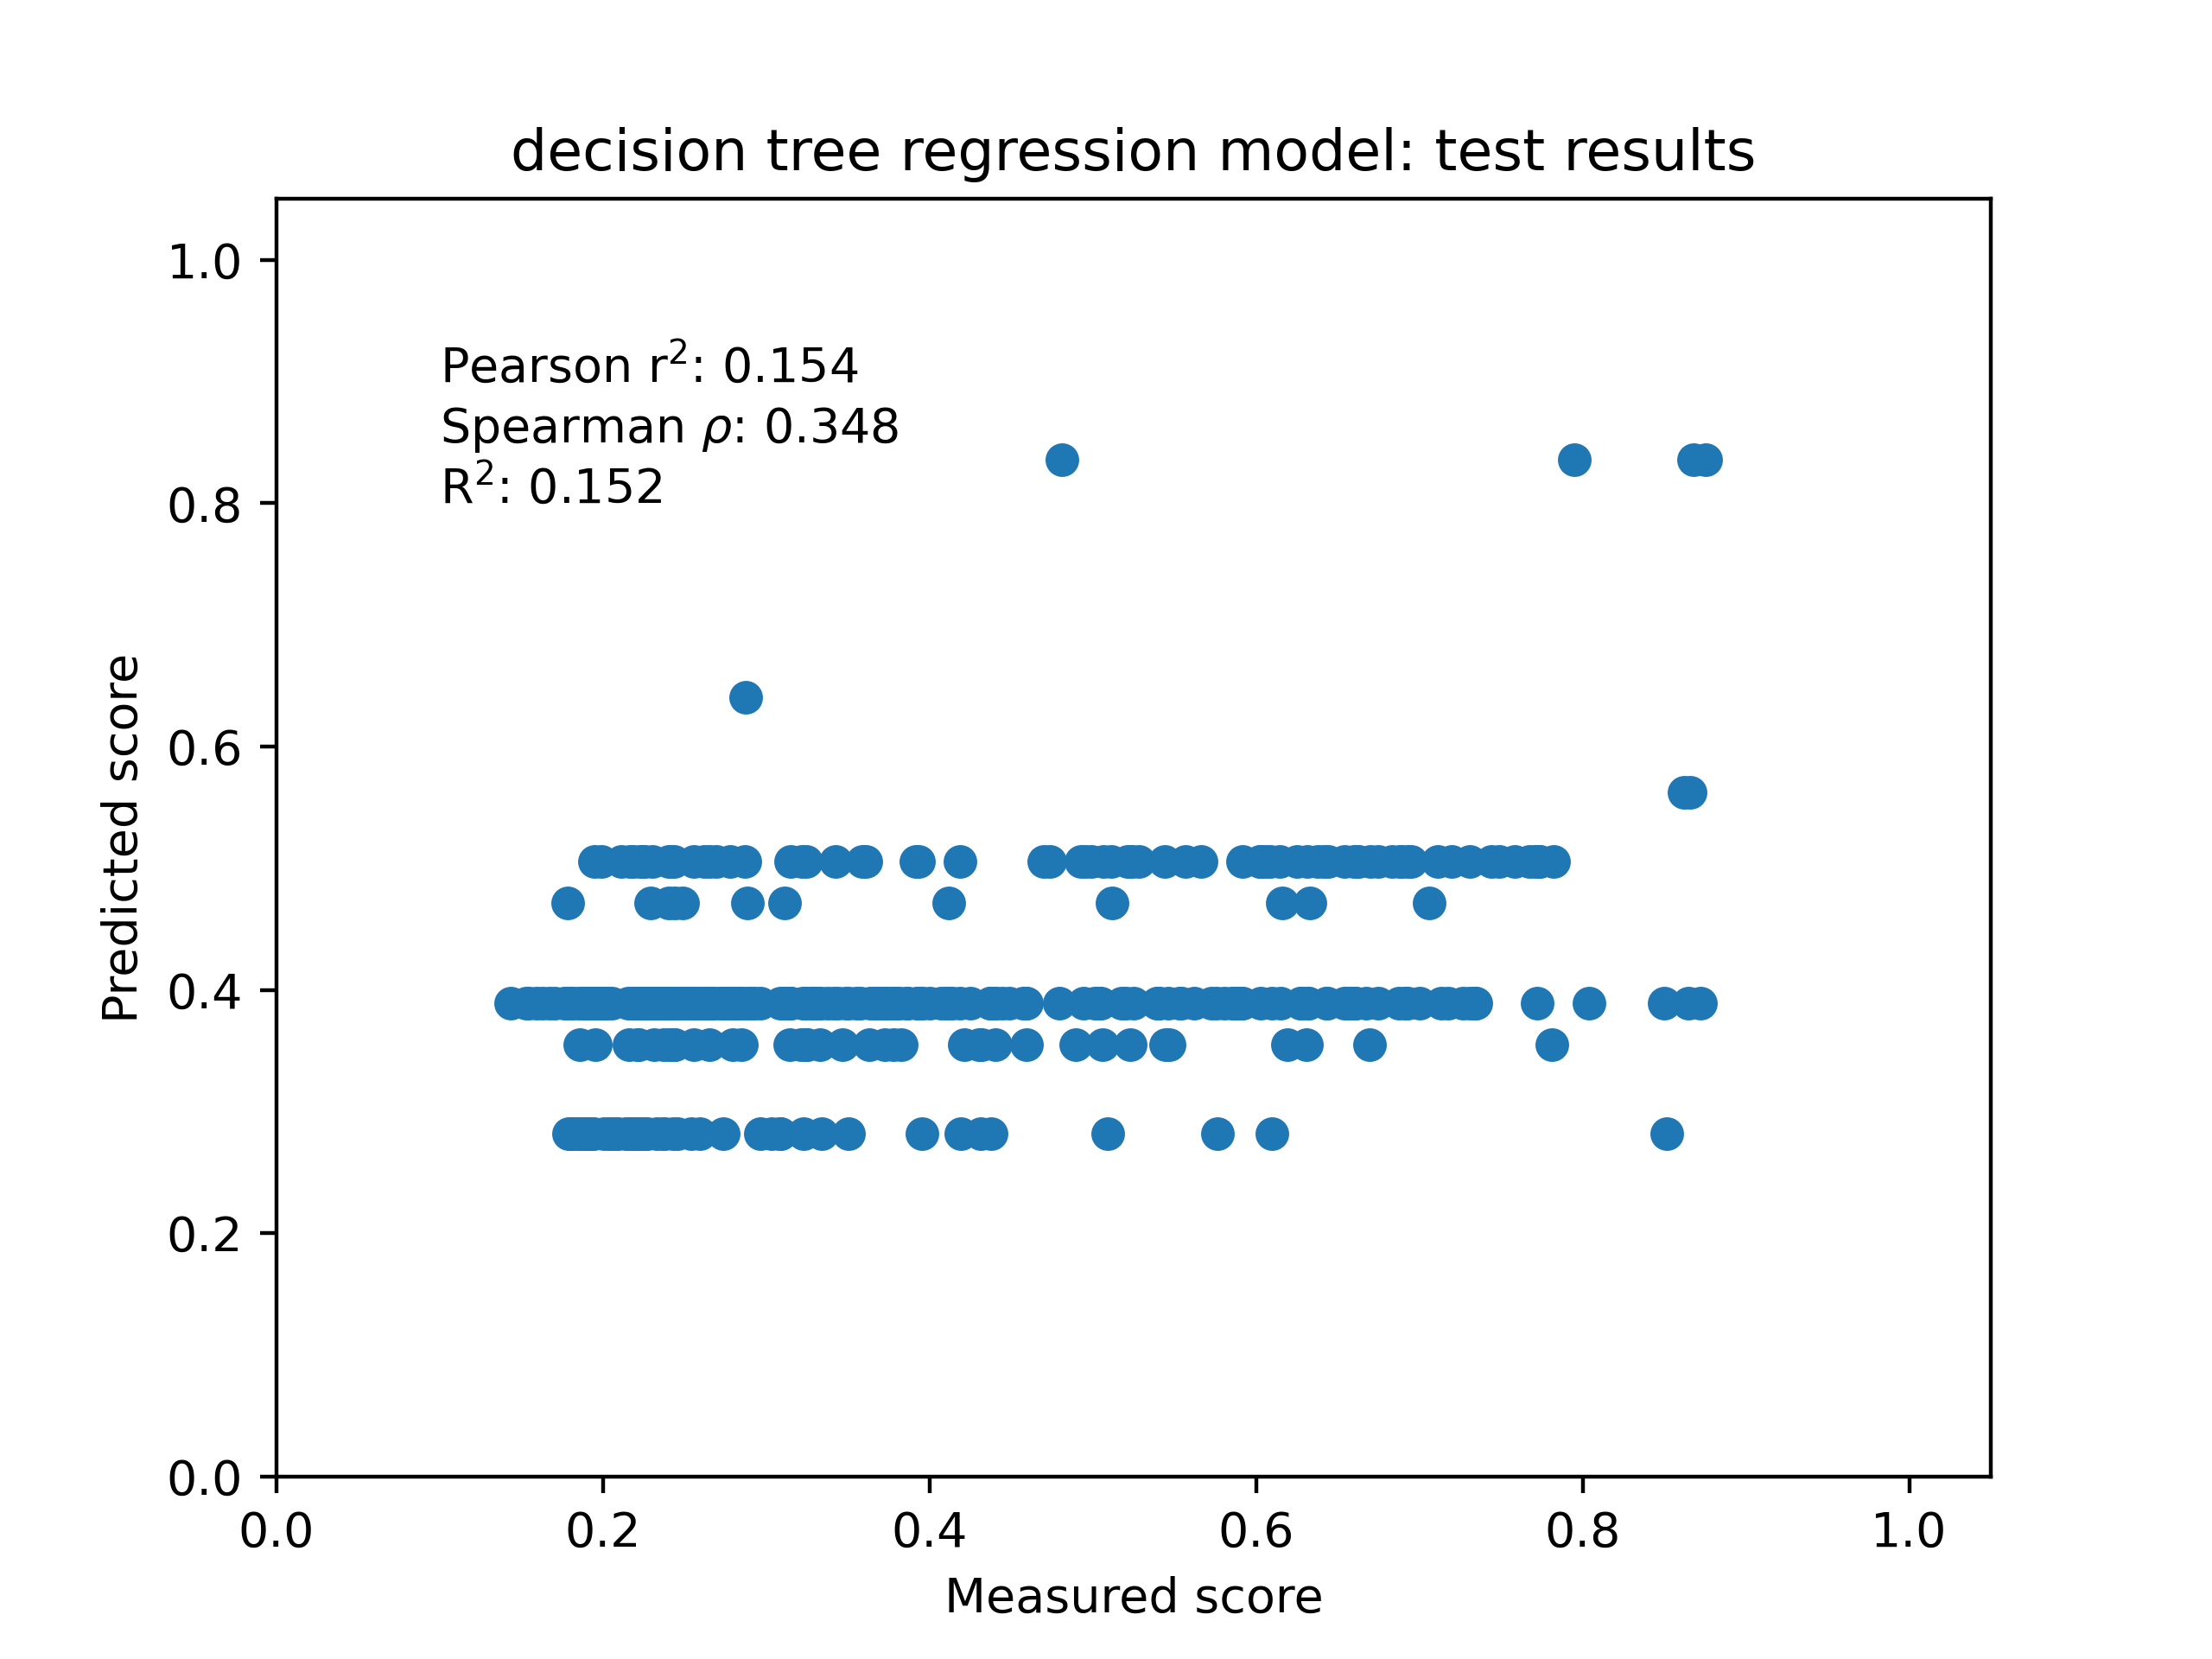 decision tree regression model: test results
1.0
Pearson r²: 0.154
Spearman ρ: 0.348
R²: 0.152
0.8
0.6
0.4
0.2
0.0
Predicted score
0.0 0.2 0.4 0.6 0.8 1.0
Measured score